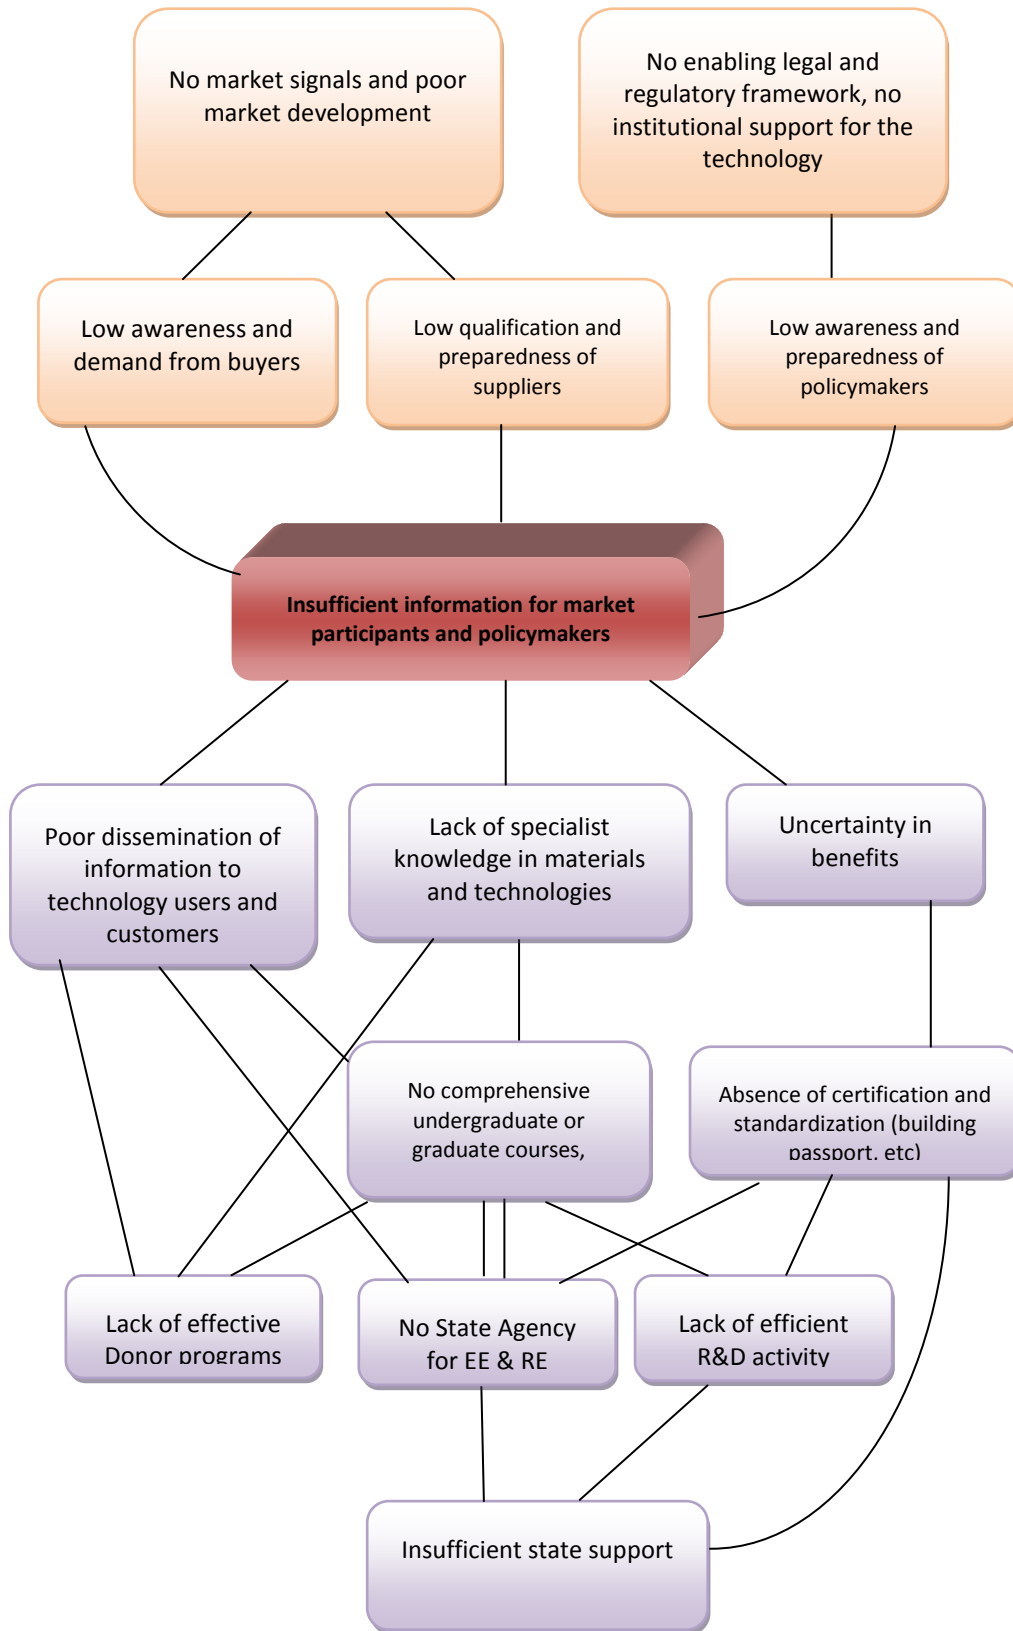 No market signals and poor
market development
No enabling legal and
regulatory framework, no
institutional support for the
technology
Low awareness and
demand from buyers
Low qualification and
preparedness of
suppliers
Low awareness and
preparedness of
policymakers
Insufficient information for market
participants and policymakers
Poor dissemination of
information to
technology users and
customers
Lack of specialist
knowledge in materials
and technologies
Uncertainty in
benefits
No comprehensive
undergraduate or
graduate courses,
Absence of certification and
standardization (building
passport, etc)
Lack of effective
Donor programs
No State Agency
for EE & RE
Lack of efficient
R&D activity
Insufficient state support